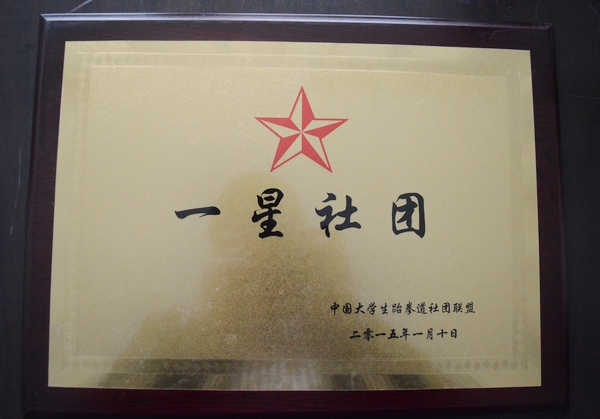 一星社团
中国大学生跆拳道社团联盟
二零一五年一月十日